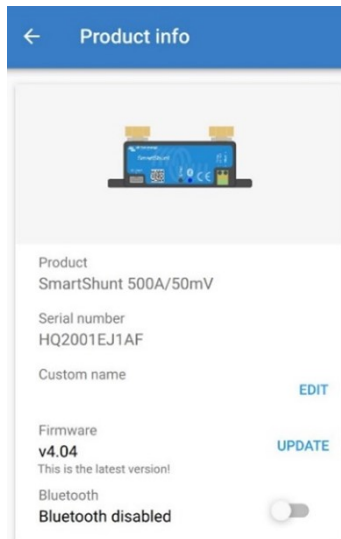 Product info
SmartShunt
Product
SmartShunt 500A/50mV
Serial number
HQ2001EJ1AF
Custom name
EDIT
Firmware
v4.04
UPDATE
This is the latest version!
Bluetooth
Bluetooth disabled